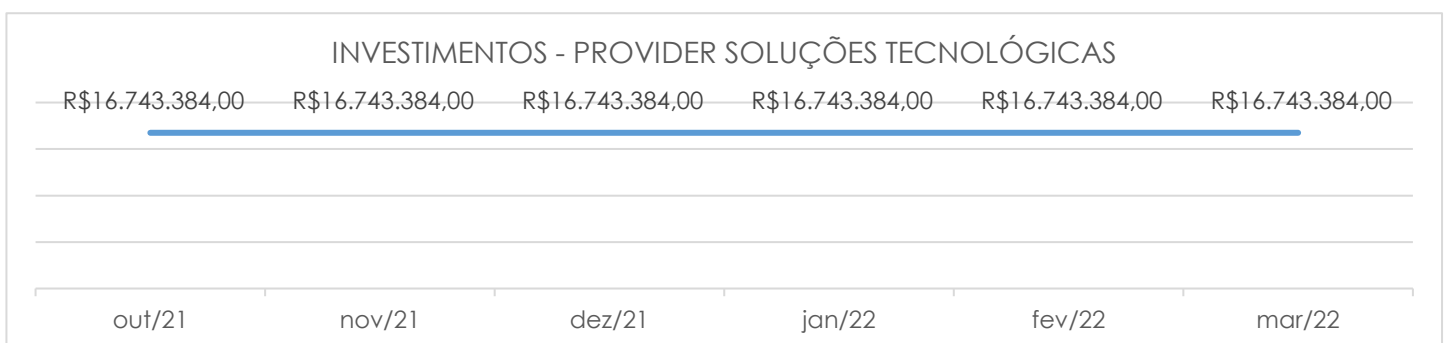 INVESTIMENTOS - PROVIDER SOLUÇÕES TECNOLÓGICAS
R$16.743.384,00 R$16.743.384,00 R$16.743.384,00 R$16.743.384,00 R$16.743.384,00 R$16.743.384,00
out/21 nov/21 dez/21 jan/22 fev/22 mar/22